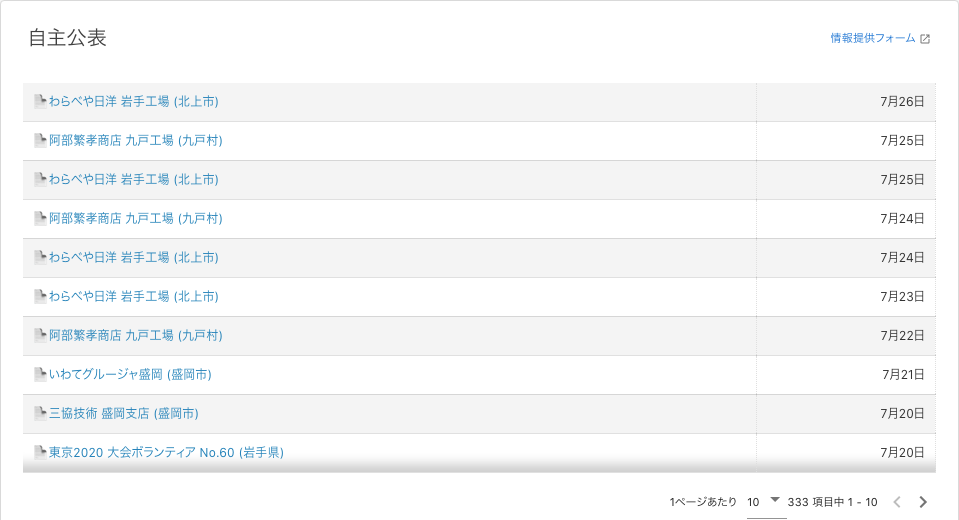 自主公表
情報提供フォーム
わらべや日洋 岩手工場 (北上市) 7月26日
阿部繁孝商店 九戸工場 (九戸村) 7月25日
わらべや日洋 岩手工場 (北上市) 7月25日
阿部繁孝商店 九戸工場 (九戸村) 7月24日
わらべや日洋 岩手工場 (北上市) 7月24日
わらべや日洋 岩手工場 (北上市) 7月23日
阿部繁孝商店 九戸工場 (九戸村) 7月22日
いわてグルージャ盛岡 (盛岡市) 7月21日
三協技術 盛岡支店 (盛岡市) 7月20日
東京2020 大会ボランティア No.60 (岩手県) 7月20日
1ページあたり 10 333 項目中 1 - 10